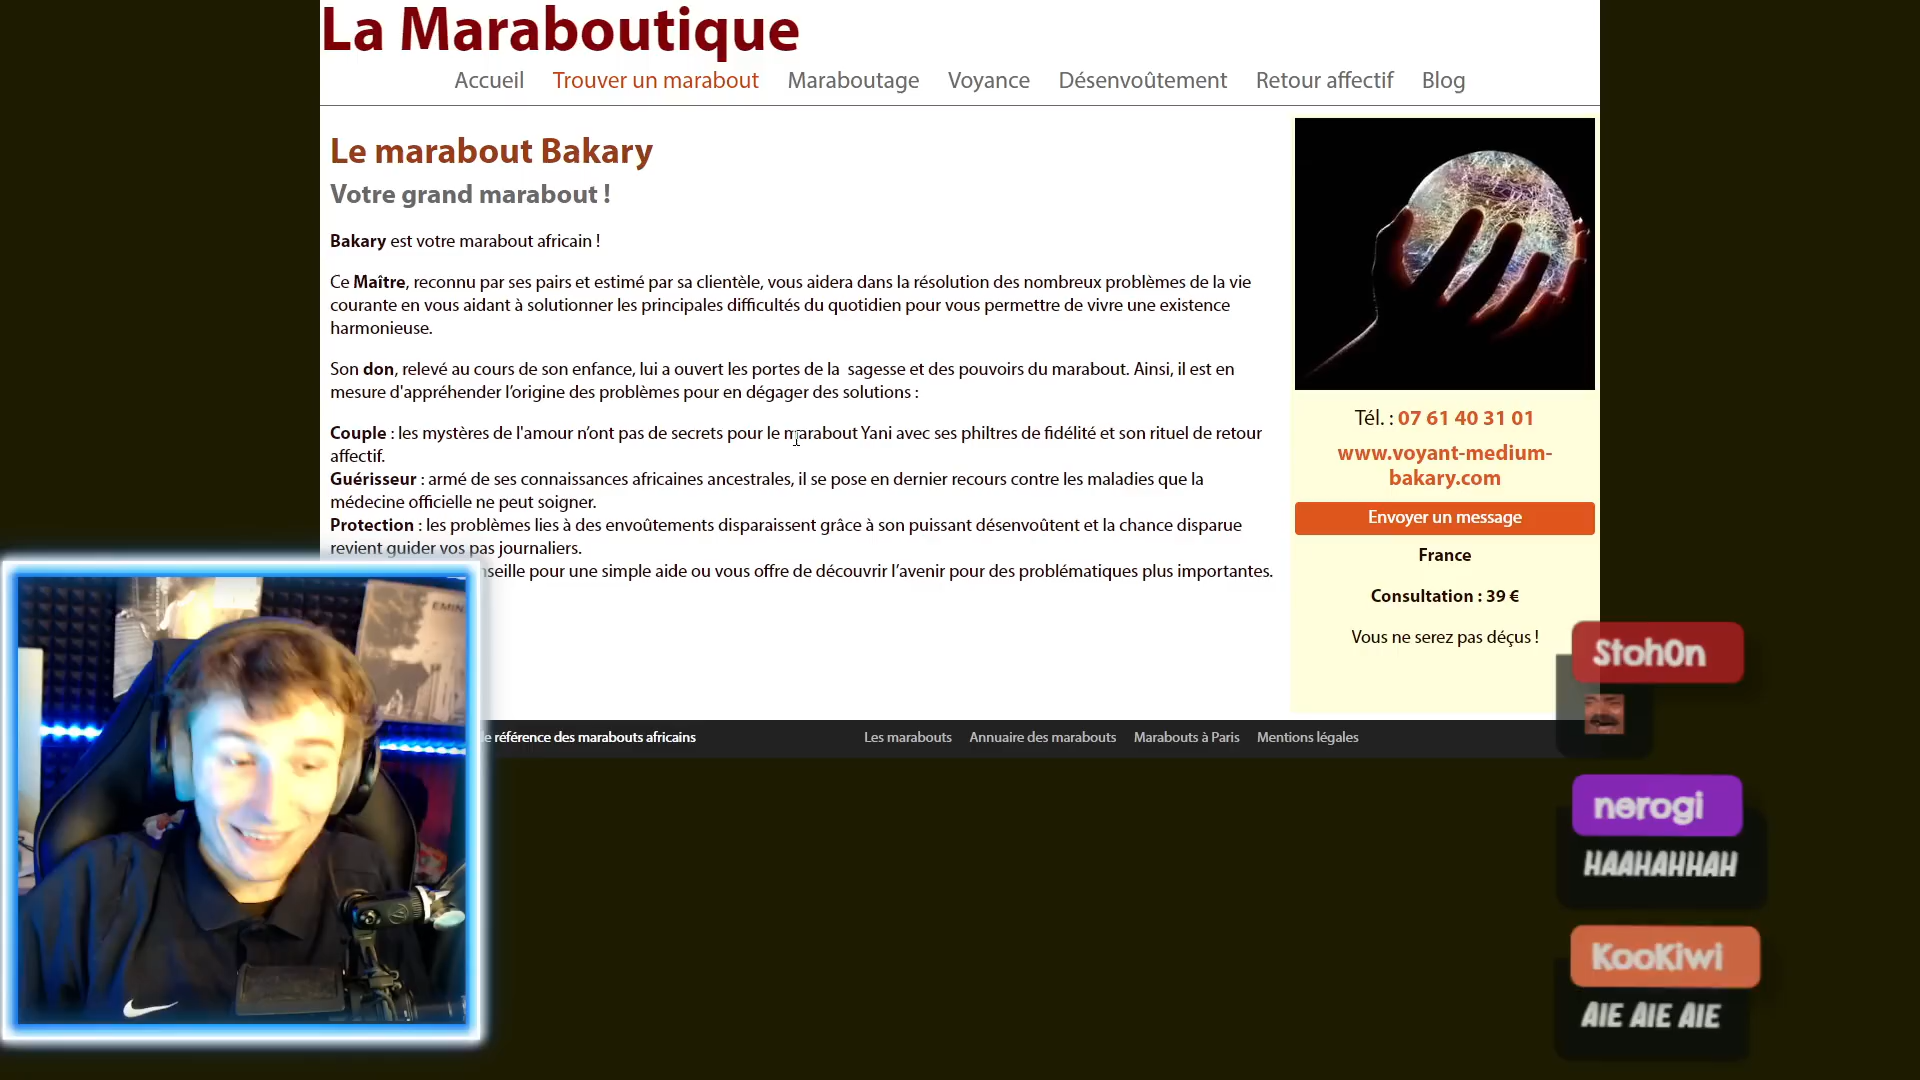 La Maraboutique
Accueil Trouver un marabout Maraboutage Voyance Désenvoûtement Retour affectif Blog
Le marabout Bakary
Votre grand marabout !
Bakary est votre marabout africain !
Ce Maître, reconnu par ses pairs et estimé par sa clientèle, vous aidera dans la résolution des nombreux problèmes de la vie
courante en vous aidant à solutionner les principales difficultés du quotidien pour vous permettre de vivre une existence
harmonieuse.
Son don, relevé au cours de son enfance, lui a ouvert les portes de la sagesse et des pouvoirs du marabout. Ainsi, il est en
mesure d'appréhender l’origine des problèmes pour en dégager des solutions :
Couple : les mystères de l'amour n’ont pas de secrets pour le marabout Yani avec ses philtres de fidélité et son rituel de retour
affectif.
Guérisseur : armé de ses connaissances africaines ancestrales, il se pose en dernier recours contre les maladies que la
médecine officielle ne peut soigner.
Protection : les problèmes lies à des envoûtements disparaissent grâce à son puissant désenvoûtent et la chance disparue
revient guider vos pas journaliers.
pour une simple aide ou vous offre de découvrir l’avenir pour des problématiques plus importantes.
Tél. : 07 61 40 31 01
www.voyant-medium-
bakary.com
Envoyer un message
France
Consultation : 39 €
Vous ne serez pas déçus !
référence des marabouts africains
Les marabouts Annuaire des marabouts Marabouts à Paris Mentions légales
EMIN
Stoh0n
nerogi
HAAHAHHAH
KooKiwi
AIE AIE AIE